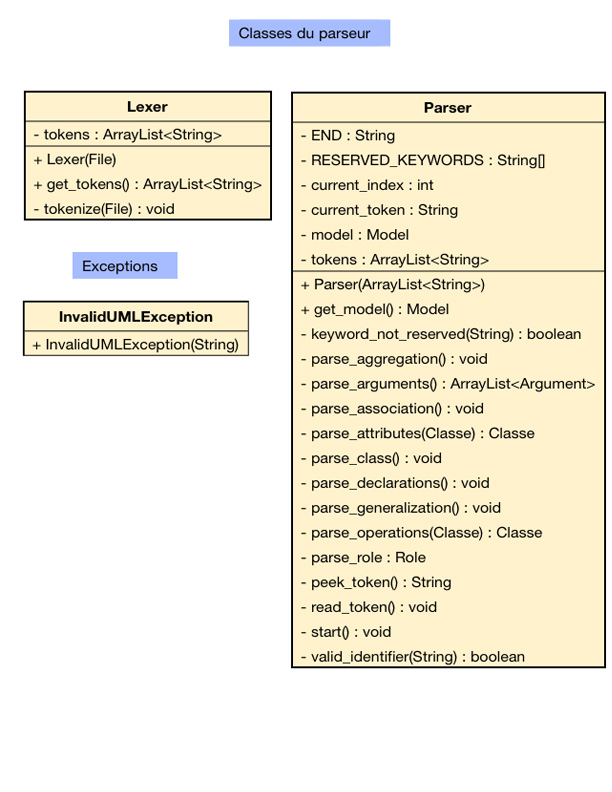 Classes du parseur
Lexer
- tokens : ArrayList<String>
+ Lexer(File)
+ get_tokens() : ArrayList<String>
- tokenize(File) : void
Exceptions
InvalidUMLException
+ InvalidUMLException(String)
Parser
- END : String
- RESERVED_KEYWORDS : String[]
- current_index : int
- current_token : String
- model : Model
- tokens : ArrayList<String>
+ Parser(ArrayList<String>)
+ get_model() : Model
- keyword_not_reserved(String) : boolean
- parse_aggregation() : void
- parse_arguments() : ArrayList<Argument>
- parse_association() : void
- parse_attributes(Classe) : Classe
- parse_class() : void
- parse_declarations() : void
- parse_generalization() : void
- parse_operations(Classe) : Classe
- parse_role : Role
- peek_token() : String
- read_token() : void
- start() : void
- valid_identifier(String) : boolean